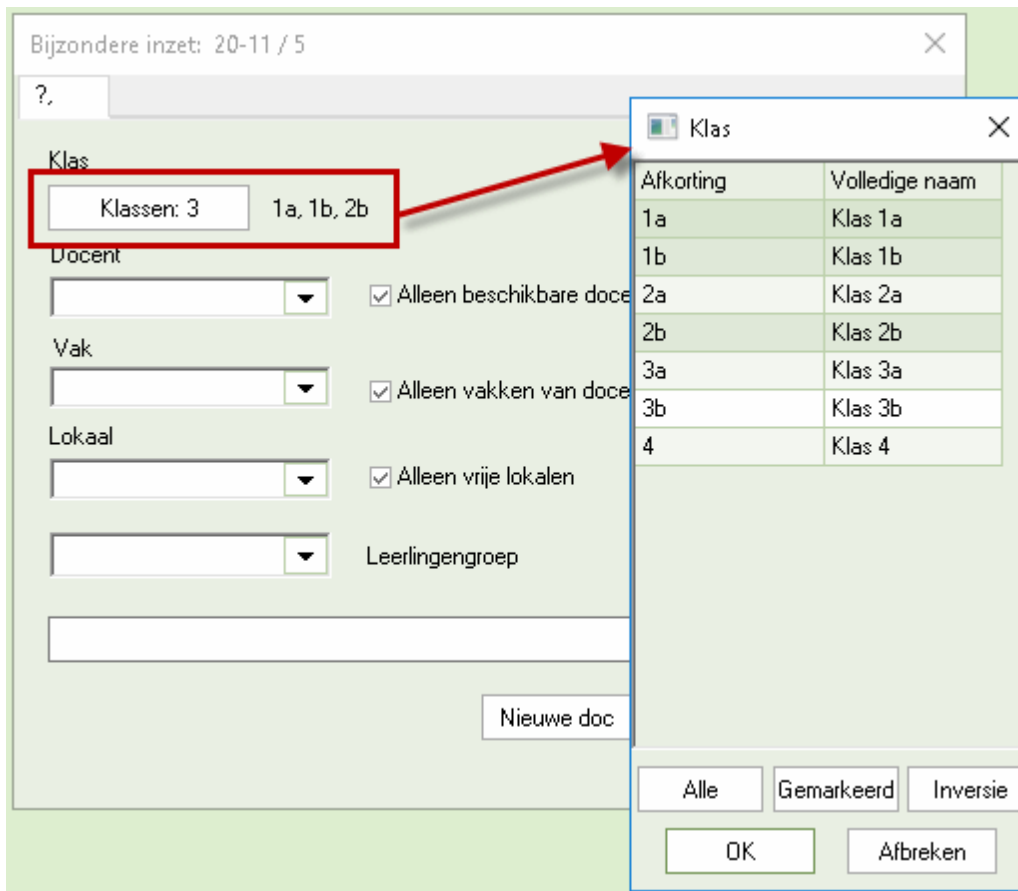 Bijzondere inzet: 20-11 / 5
?,
Klas
Klassen: 3 1a, 1b, 2b
Docent
Alleen beschikbare doce
Vak
Alleen vakken van doce
Lokaal
Alleen vrije lokalen
Leerlingengroep
Nieuwe doc
Klas
Afkorting Volledige naam
1a Klas 1a
1b Klas 1b
2a Klas 2a
2b Klas 2b
3a Klas 3a
3b Klas 3b
4 Klas 4
Alle Gemarkeerd Inversie
OK Afbreken